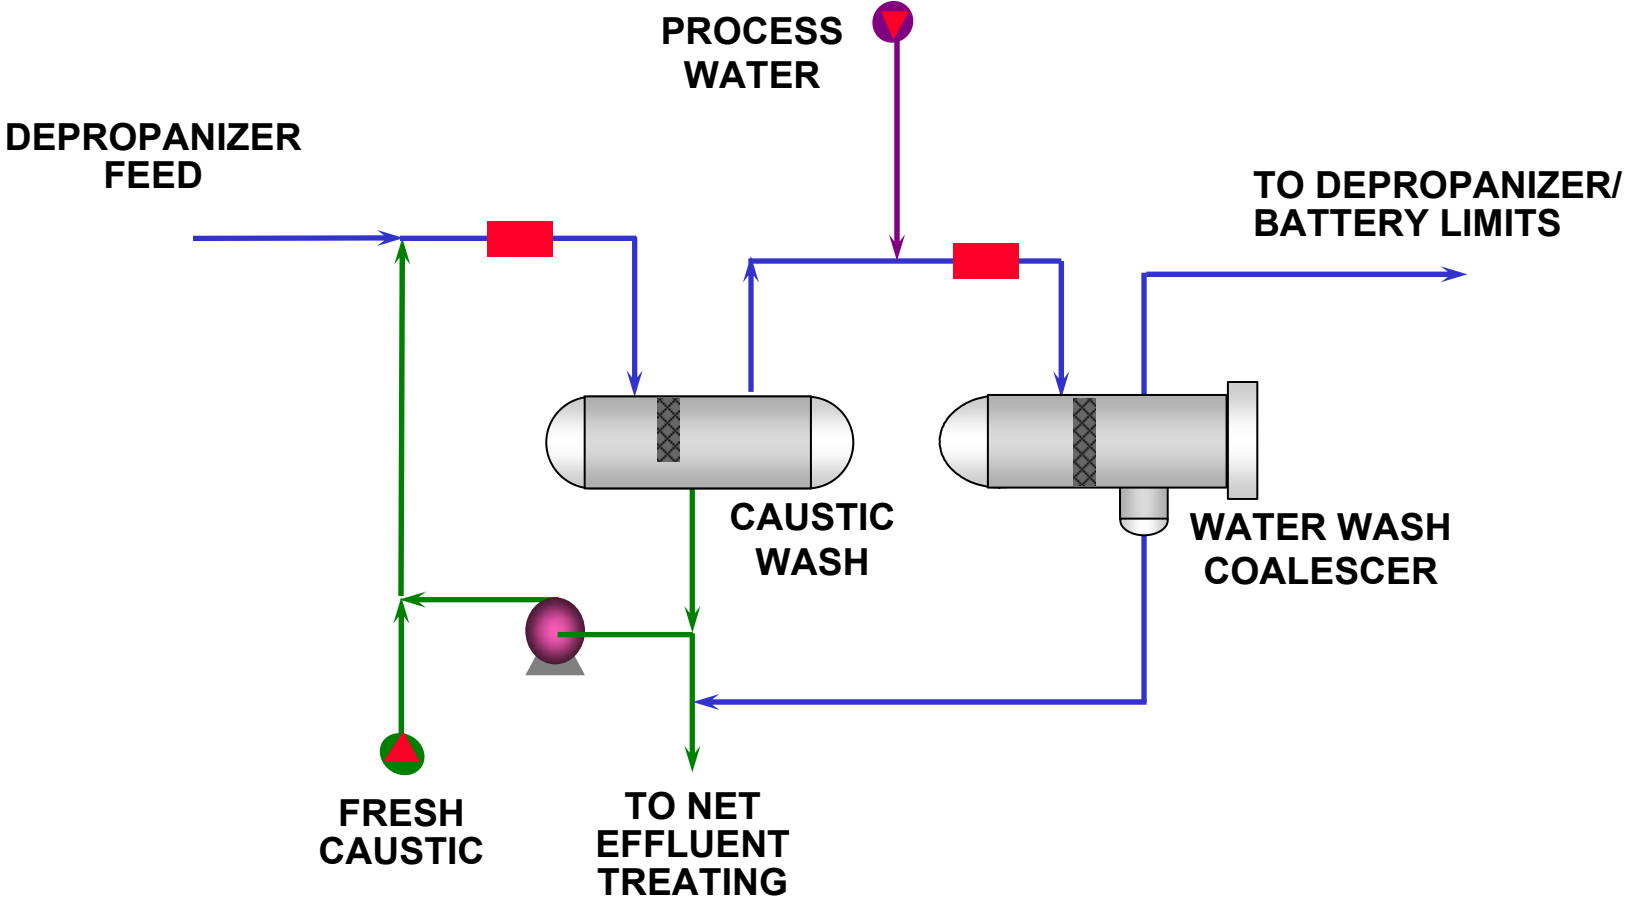 PROCESS
WATER
DEPROPANIZER
FEED
TO DEPROPANIZER/
BATTERY LIMITS
CAUSTIC
WASH
WATER WASH
COALESCER
FRESH
CAUSTIC
TO NET
EFFLUENT
TREATING